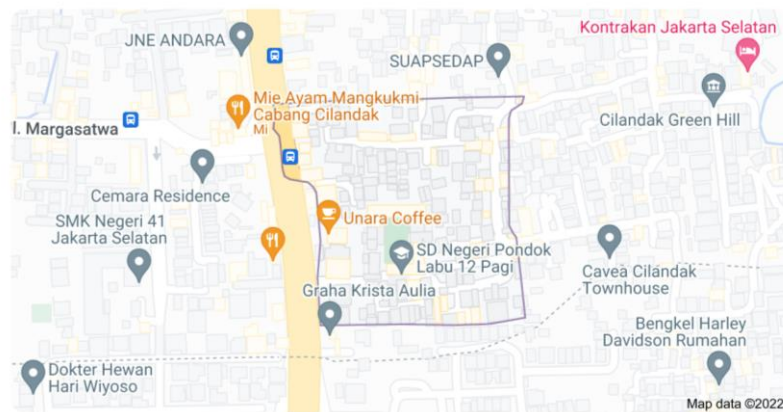 Kontrakan Jakarta Selatan
JNE ANDARA
SUAPSEDAP
Mie Ayam Mangkukmi
Cabang Cilandak
Mi
l. Margasatwa
Cilandak Green Hill
Cemara Residence
SMK Negeri 41
Jakarta Selatan
Unara Coffee
SD Negeri Pondok
Labu 12 Pagi
Cavea Cilandak
Townhouse
Graha Krista Aulia
Bengkel Harley
Davidson Rumahan
Dokter Hewan
Hari Wiyoso
Map data ©2022